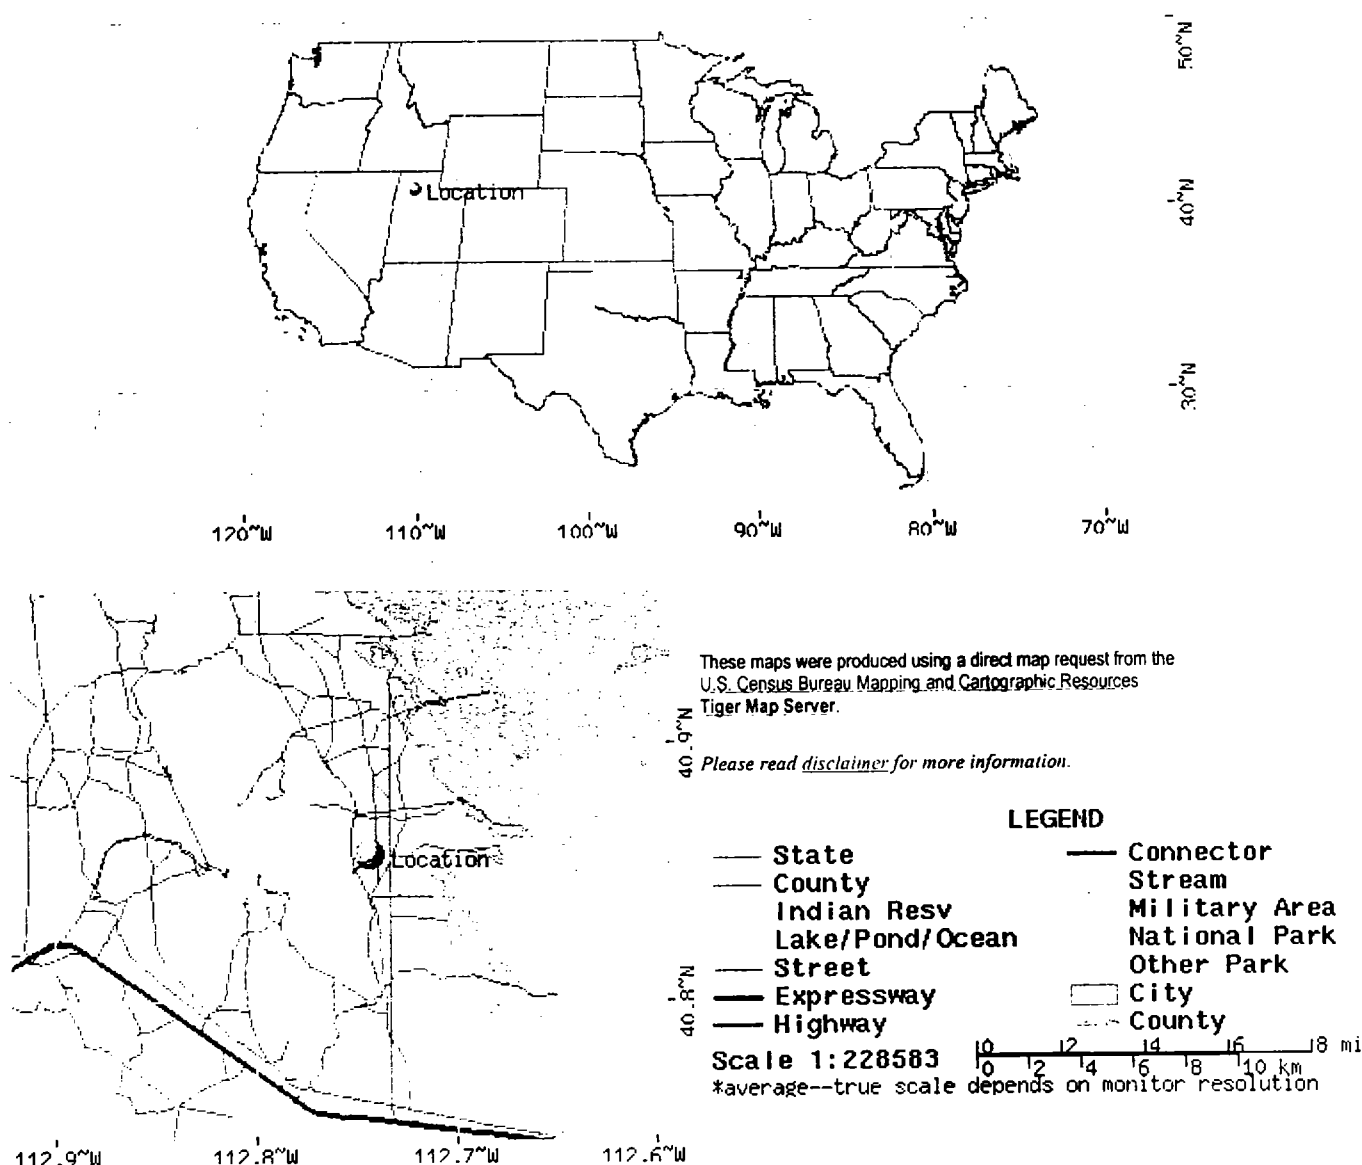 50~N
Location
40~N
30~N
120~W 110~W 100~W 90~W 80~W 70~W
These maps were produced using a direct map request from the
U.S. Census Bureau Mapping and Cartographic Resources
Tiger Map Server.
40.9~N
Please read disclaimer for more information.
LEGEND
State
County
Indian Resv
Lake/Pond/Ocean
Street
Expressway
Highway
Connector
Stream
Military Area
National Park
Other Park
City
County
Location
40.8~N
Scale 1:228583
0 2 4 6 8 mi
0 2 4 6 8 10 km
*average--true scale depends on monitor resolution
112.9~W 112.8~W 112.7~W 112.6~W